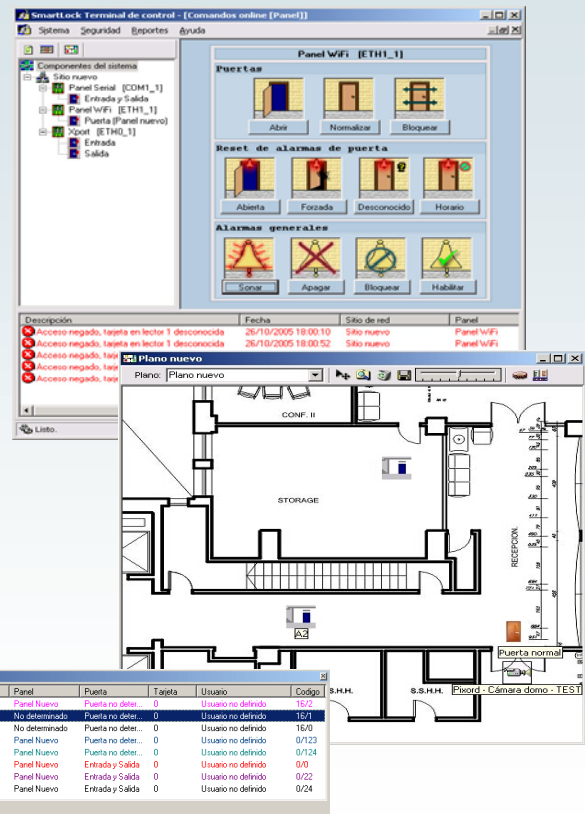 SmartLock Terminal de control - [Comandos online [Panel]]
Sistema Seguridad Reportes Ayuda
Componentes del sistema
Sitio nuevo
Panel Serial [COM1_1]
Entrada y Salida
Panel WiFi [ETH1_1]
Puerta (Panel nuevo)
Xport [ETH0_1]
Entrada
Salida
Panel WiFi [ETH1_1]
Puertas
Abrir Normalizar Bloquear
Reset de alarmas de puerta
Abierta Forzada Desconocido Horario
Alarmas generales
Sonar Apagar Bloquear Habilitar
Descripción Fecha Sitio de red Panel
Acceso negado, tarjeta en lector 1 desconocida 26/10/2005 18:00:10 Sitio nuevo Panel WiFi
Acceso negado, tarjeta en lector 1 desconocida 26/10/2005 18:00:52 Sitio nuevo Panel WiFi
Acceso negado, tarje
Acceso negado, tarje
Acceso negado, tarje
Listo.
Plano nuevo
Plano: Plano nuevo
CONF. II
STORAGE
RECEPCION.
A2
Puerta normal
Pixord - Cámara domo - TEST
S.H.H.
S.S.H.H.
Panel Puerta Tarjeta Usuario Codigo
Panel Nuevo Puerta no deter... 0 Usuario no definido 16/2
No determinado Puerta no deter... 0 Usuario no definido 16/1
No determinado Puerta no deter... 0 Usuario no definido 16/0
Panel Nuevo Puerta no deter... 0 Usuario no definido 0/123
Panel Nuevo Puerta no deter... 0 Usuario no definido 0/124
Panel Nuevo Entrada y Salida 0 Usuario no definido 0/0
Panel Nuevo Entrada y Salida 0 Usuario no definido 0/22
Panel Nuevo Entrada y Salida 0 Usuario no definido 0/24